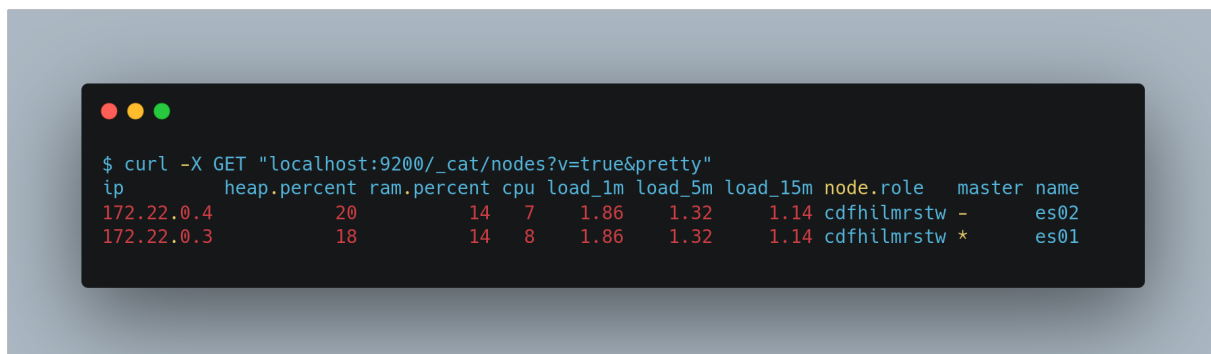 $ curl -X GET "localhost:9200/_cat/nodes?v=true&pretty"
ip         heap.percent ram.percent cpu load_1m load_5m load_15m node.role   master name
172.22.0.4           20          14   7    1.86    1.32     1.14 cdfhilmrstw -      es02
172.22.0.3           18          14   8    1.86    1.32     1.14 cdfhilmrstw *      es01